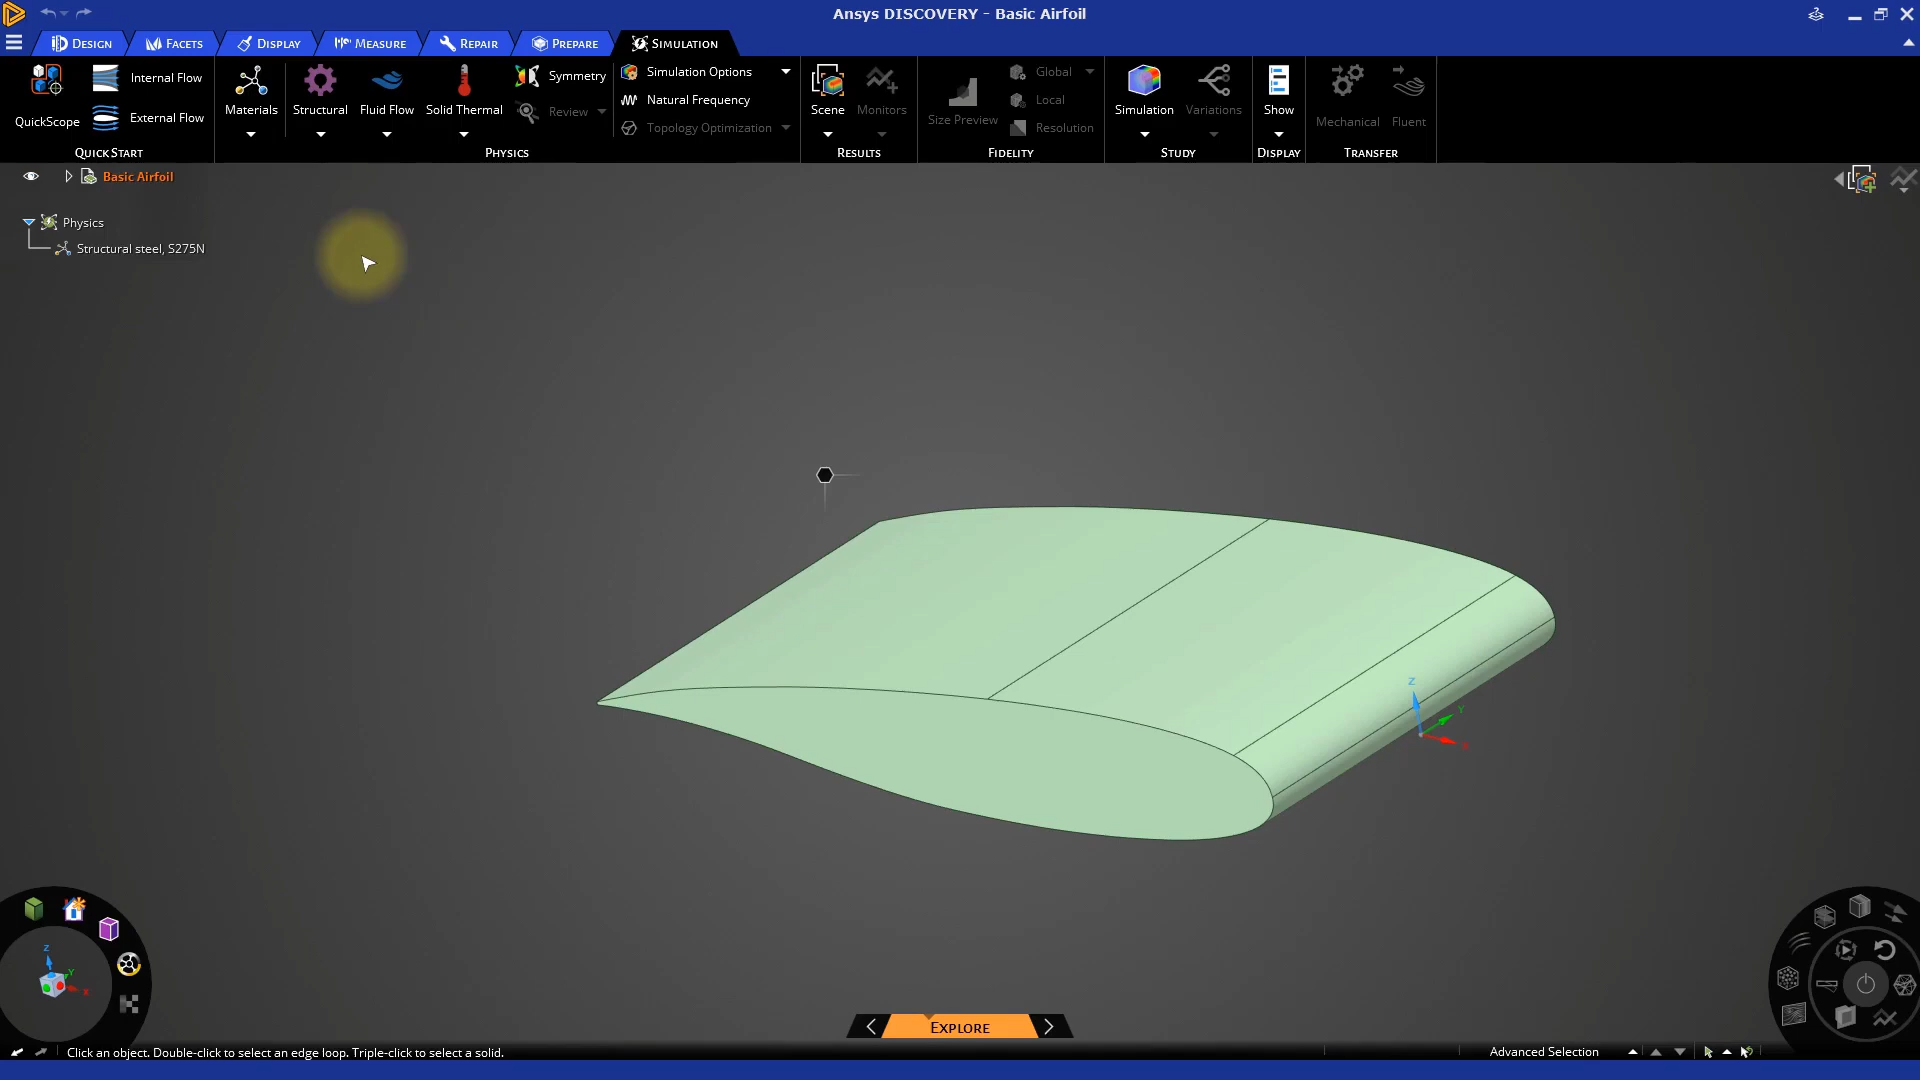 Ansys DISCOVERY - Basic Airfoil
DESIGN FACETS DISPLAY MEASURE REPAIR PREPARE SIMULATION
QuickScope
Internal Flow
External Flow
QUICK START
Materials
Structural
Fluid Flow
Solid Thermal
Symmetry
Review
Simulation Options
Natural Frequency
Topology Optimization
PHYSICS
Scene
Monitors
RESULTS
Size Preview
Global
Local
Resolution
FIDELITY
Simulation
Variations
STUDY
Show
DISPLAY
Mechanical
Fluent
TRANSFER
Basic Airfoil
Physics
Structural steel, S275N
Z
Y
X
Z
Y
X
EXPLORE
Click an object. Double-click to select an edge loop. Triple-click to select a solid.
Advanced Selection